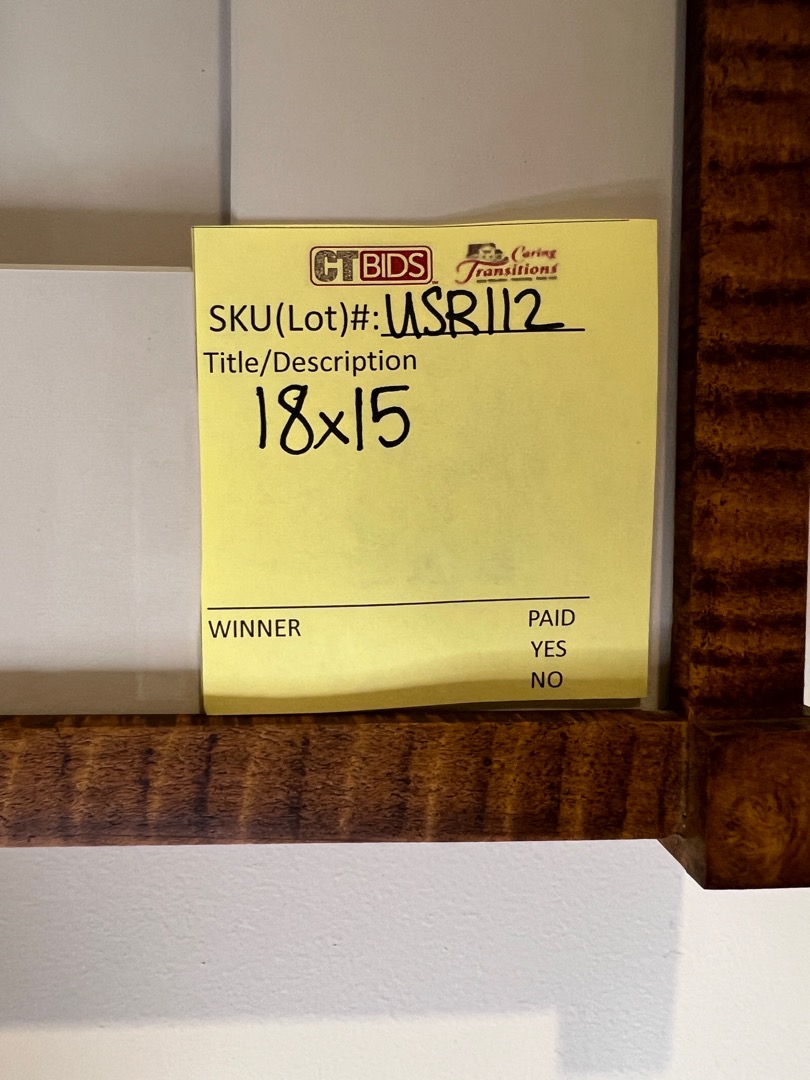 CTBIDS Caring Transitions
SKU(Lot)#: USR112
Title/Description
18x15
WINNER PAID
YES
NO